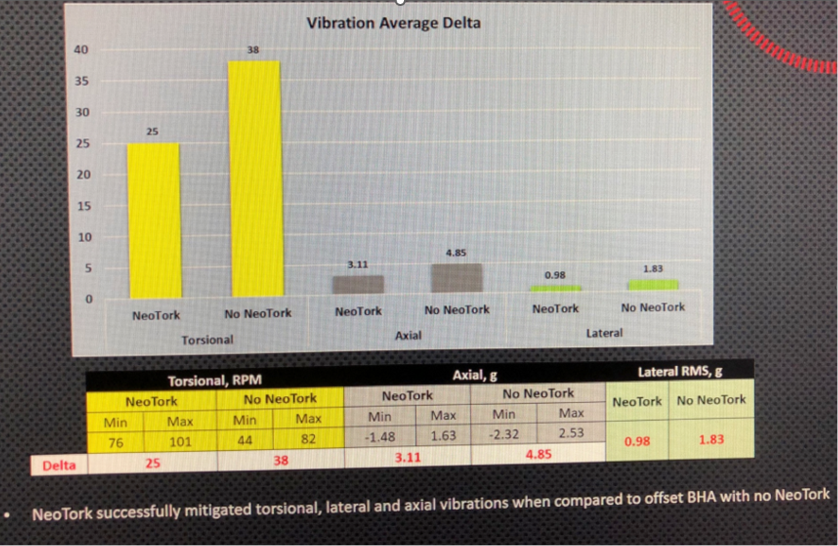 Vibration Average Delta
40
35
30
25
20
15
10
5
0
25
38
3.11
4.85
0.98
1.83
NeoTork No NeoTork NeoTork No NeoTork NeoTork No NeoTork
Torsional Axial Lateral
Torsional, RPM Axial, g Lateral RMS, g
NeoTork No NeoTork NeoTork No NeoTork NeoTork No NeoTork
Min Max Min Max Min Max Min Max
76 101 44 82 -1.48 1.63 -2.32 2.53 0.98 1.83
Delta 25 38 3.11 4.85
• NeoTork successfully mitigated torsional, lateral and axial vibrations when compared to offset BHA with no NeoTork